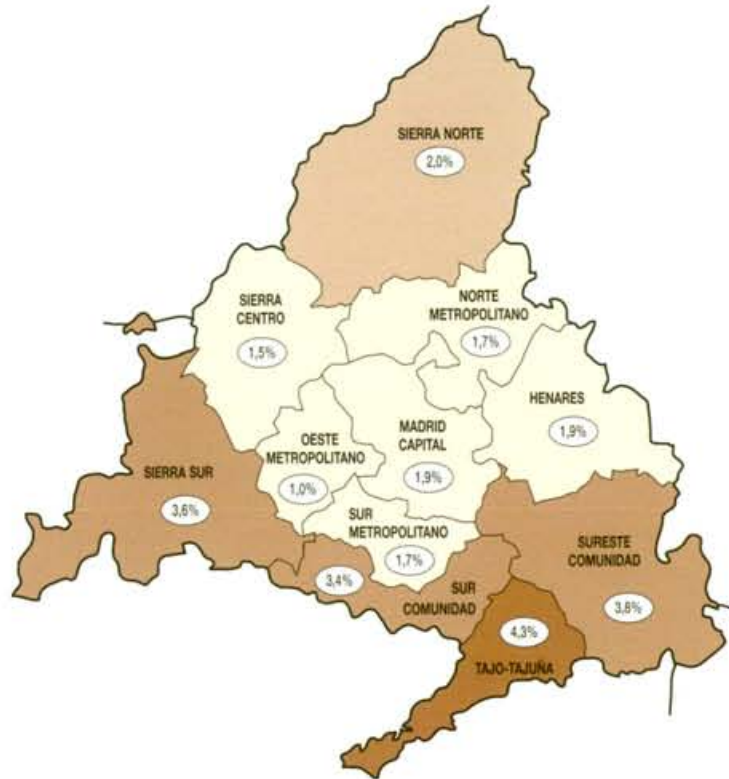 SIERRA NORTE
2,0%
SIERRA
CENTRO
1,5%
NORTE
METROPOLITANO
1,7%
HENARES
1,9%
MADRID
CAPITAL
1,9%
OESTE
METROPOLITANO
1,0%
SIERRA SUR
3,6%
SUR
METROPOLITANO
1,7%
SURESTE
COMUNIDAD
3,8%
3,4%
SUR
COMUNIDAD
4,3%
TAJO-TAJUÑA